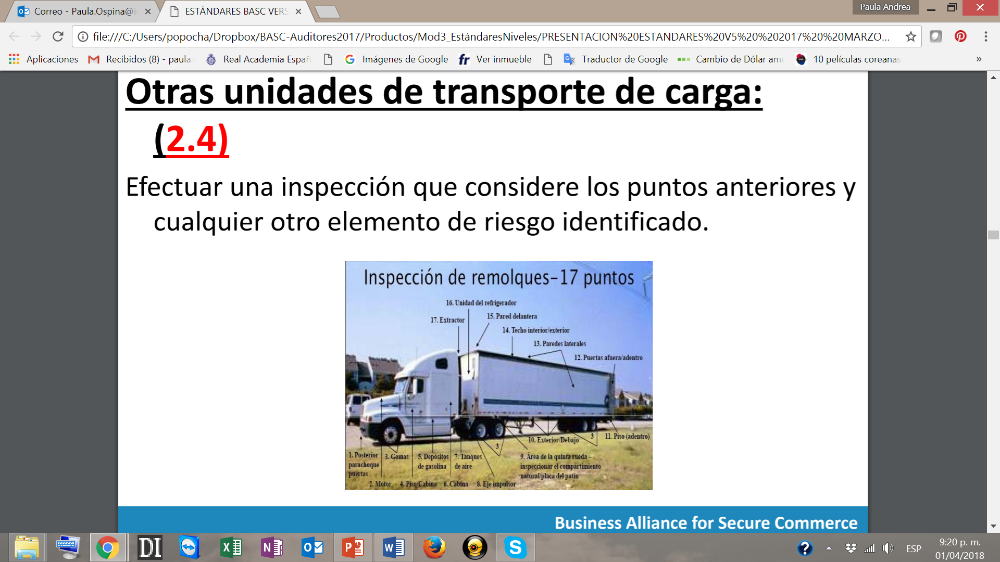 Paula Andrea
Correo - Paula.Ospina@i
ESTÁNDARES BASC VERS
file:///C:/Users/popocha/Dropbox/BASC-Auditores2017/Productos/Mod3_EstándaresNiveles/PRESENTACION%20ESTANDARES%20V5%20%202017%20%20MARZO...
Aplicaciones
Recibidos (8) - paula.
Real Academia Españ
Imágenes de Google
fr Ver inmueble
Traductor de Google
Cambio de Dólar ame
10 películas coreanas
»
Otras unidades de transporte de carga:
(2.4)
Efectuar una inspección que considere los puntos anteriores y
cualquier otro elemento de riesgo identificado.
Inspección de remolques-17 puntos
16. Unidad del refrigerador
17. Extractor
15. Pared delantera
14. Techo interior/exterior
13. Paredes laterales
12. Puertas afuera/adentro
11. Piso (adentro)
10. Exterior/Debajo
3
3
1. Posterior
parachoque
puertas
3. Gomas
5. Depósitos
de gasolina
7. Tanques
de aire
9. Área de la quinta rueda –
inspeccionar el compartimiento
natural/placa del patín
2. Motor
4. Piso/Cabina
6. Cabina
8. Eje impulsor
Business Alliance for Secure Commerce
DI
ESP
9:20 p. m.
01/04/2018